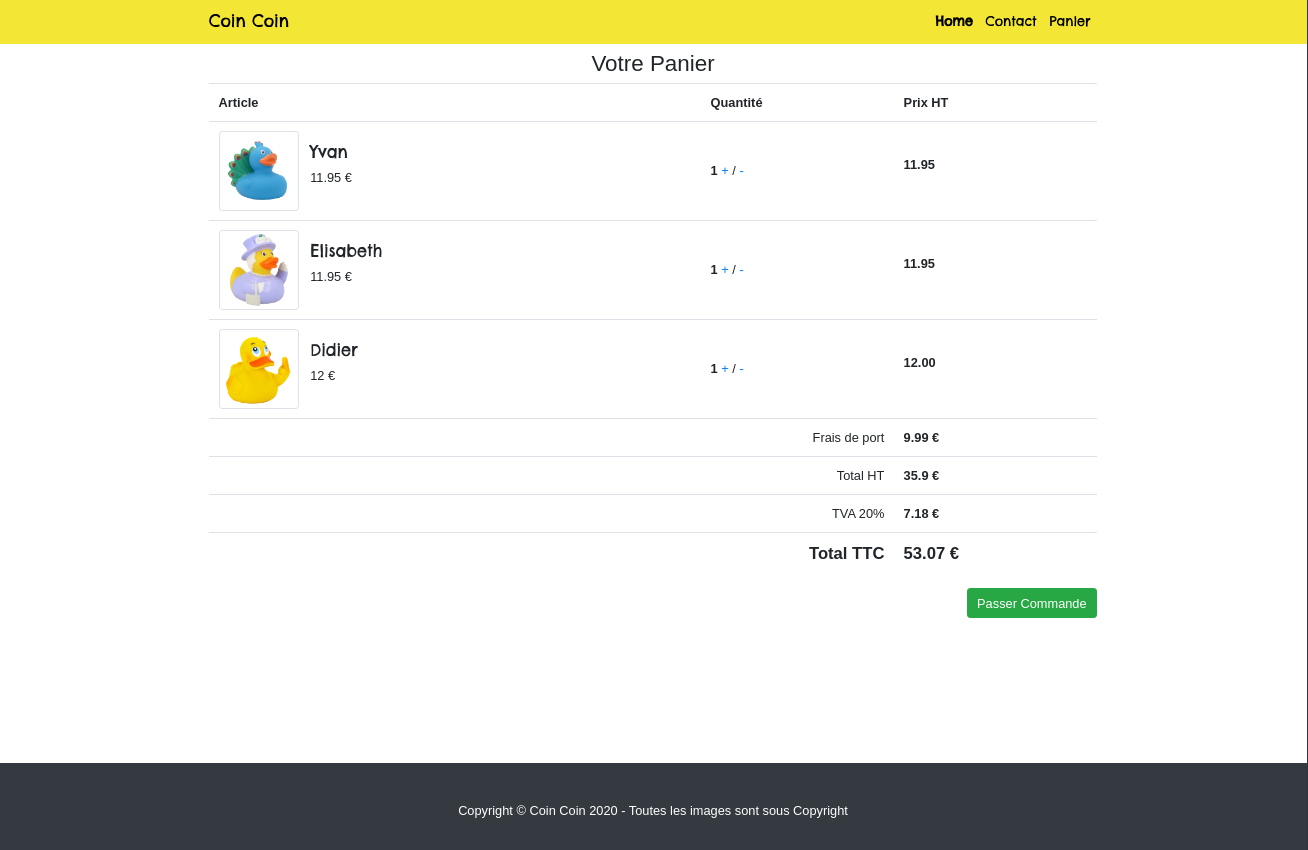 Coin Coin Home Contact Panier
Votre Panier
Article Quantité Prix HT
Yvan
11.95 €
1 + / -
11.95
Elisabeth
11.95 €
1 + / -
11.95
Didier
12 €
1 + / -
12.00
Frais de port 9.99 €
Total HT 35.9 €
TVA 20% 7.18 €
Total TTC 53.07 €
Passer Commande
Copyright © Coin Coin 2020 - Toutes les images sont sous Copyright